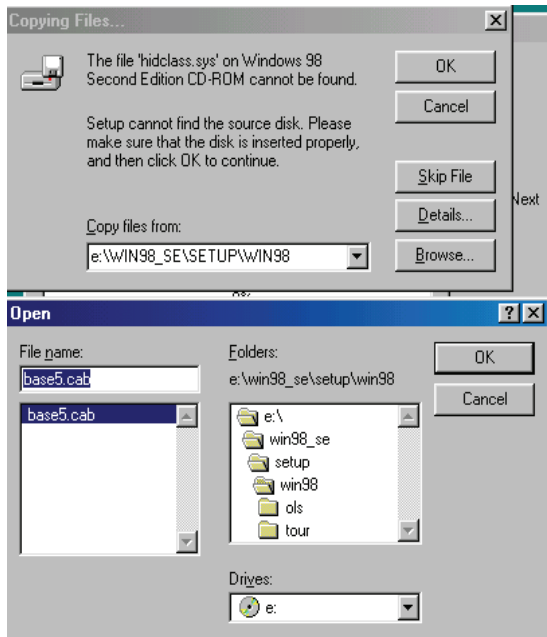 Copying Files...
The file 'hidclass.sys' on Windows 98
Second Edition CD-ROM cannot be found.
Setup cannot find the source disk. Please
make sure that the disk is inserted properly,
and then click OK to continue.
Copy files from:
e:\WIN98_SE\SETUP\WIN98
OK
Cancel
Skip File
Details...
Browse...
Next
Open
File name:
base5.cab
base5.cab
Folders:
e:\win98_se\setup\win98
e:\
win98_se
setup
win98
ols
tour
Drives:
e:
OK
Cancel